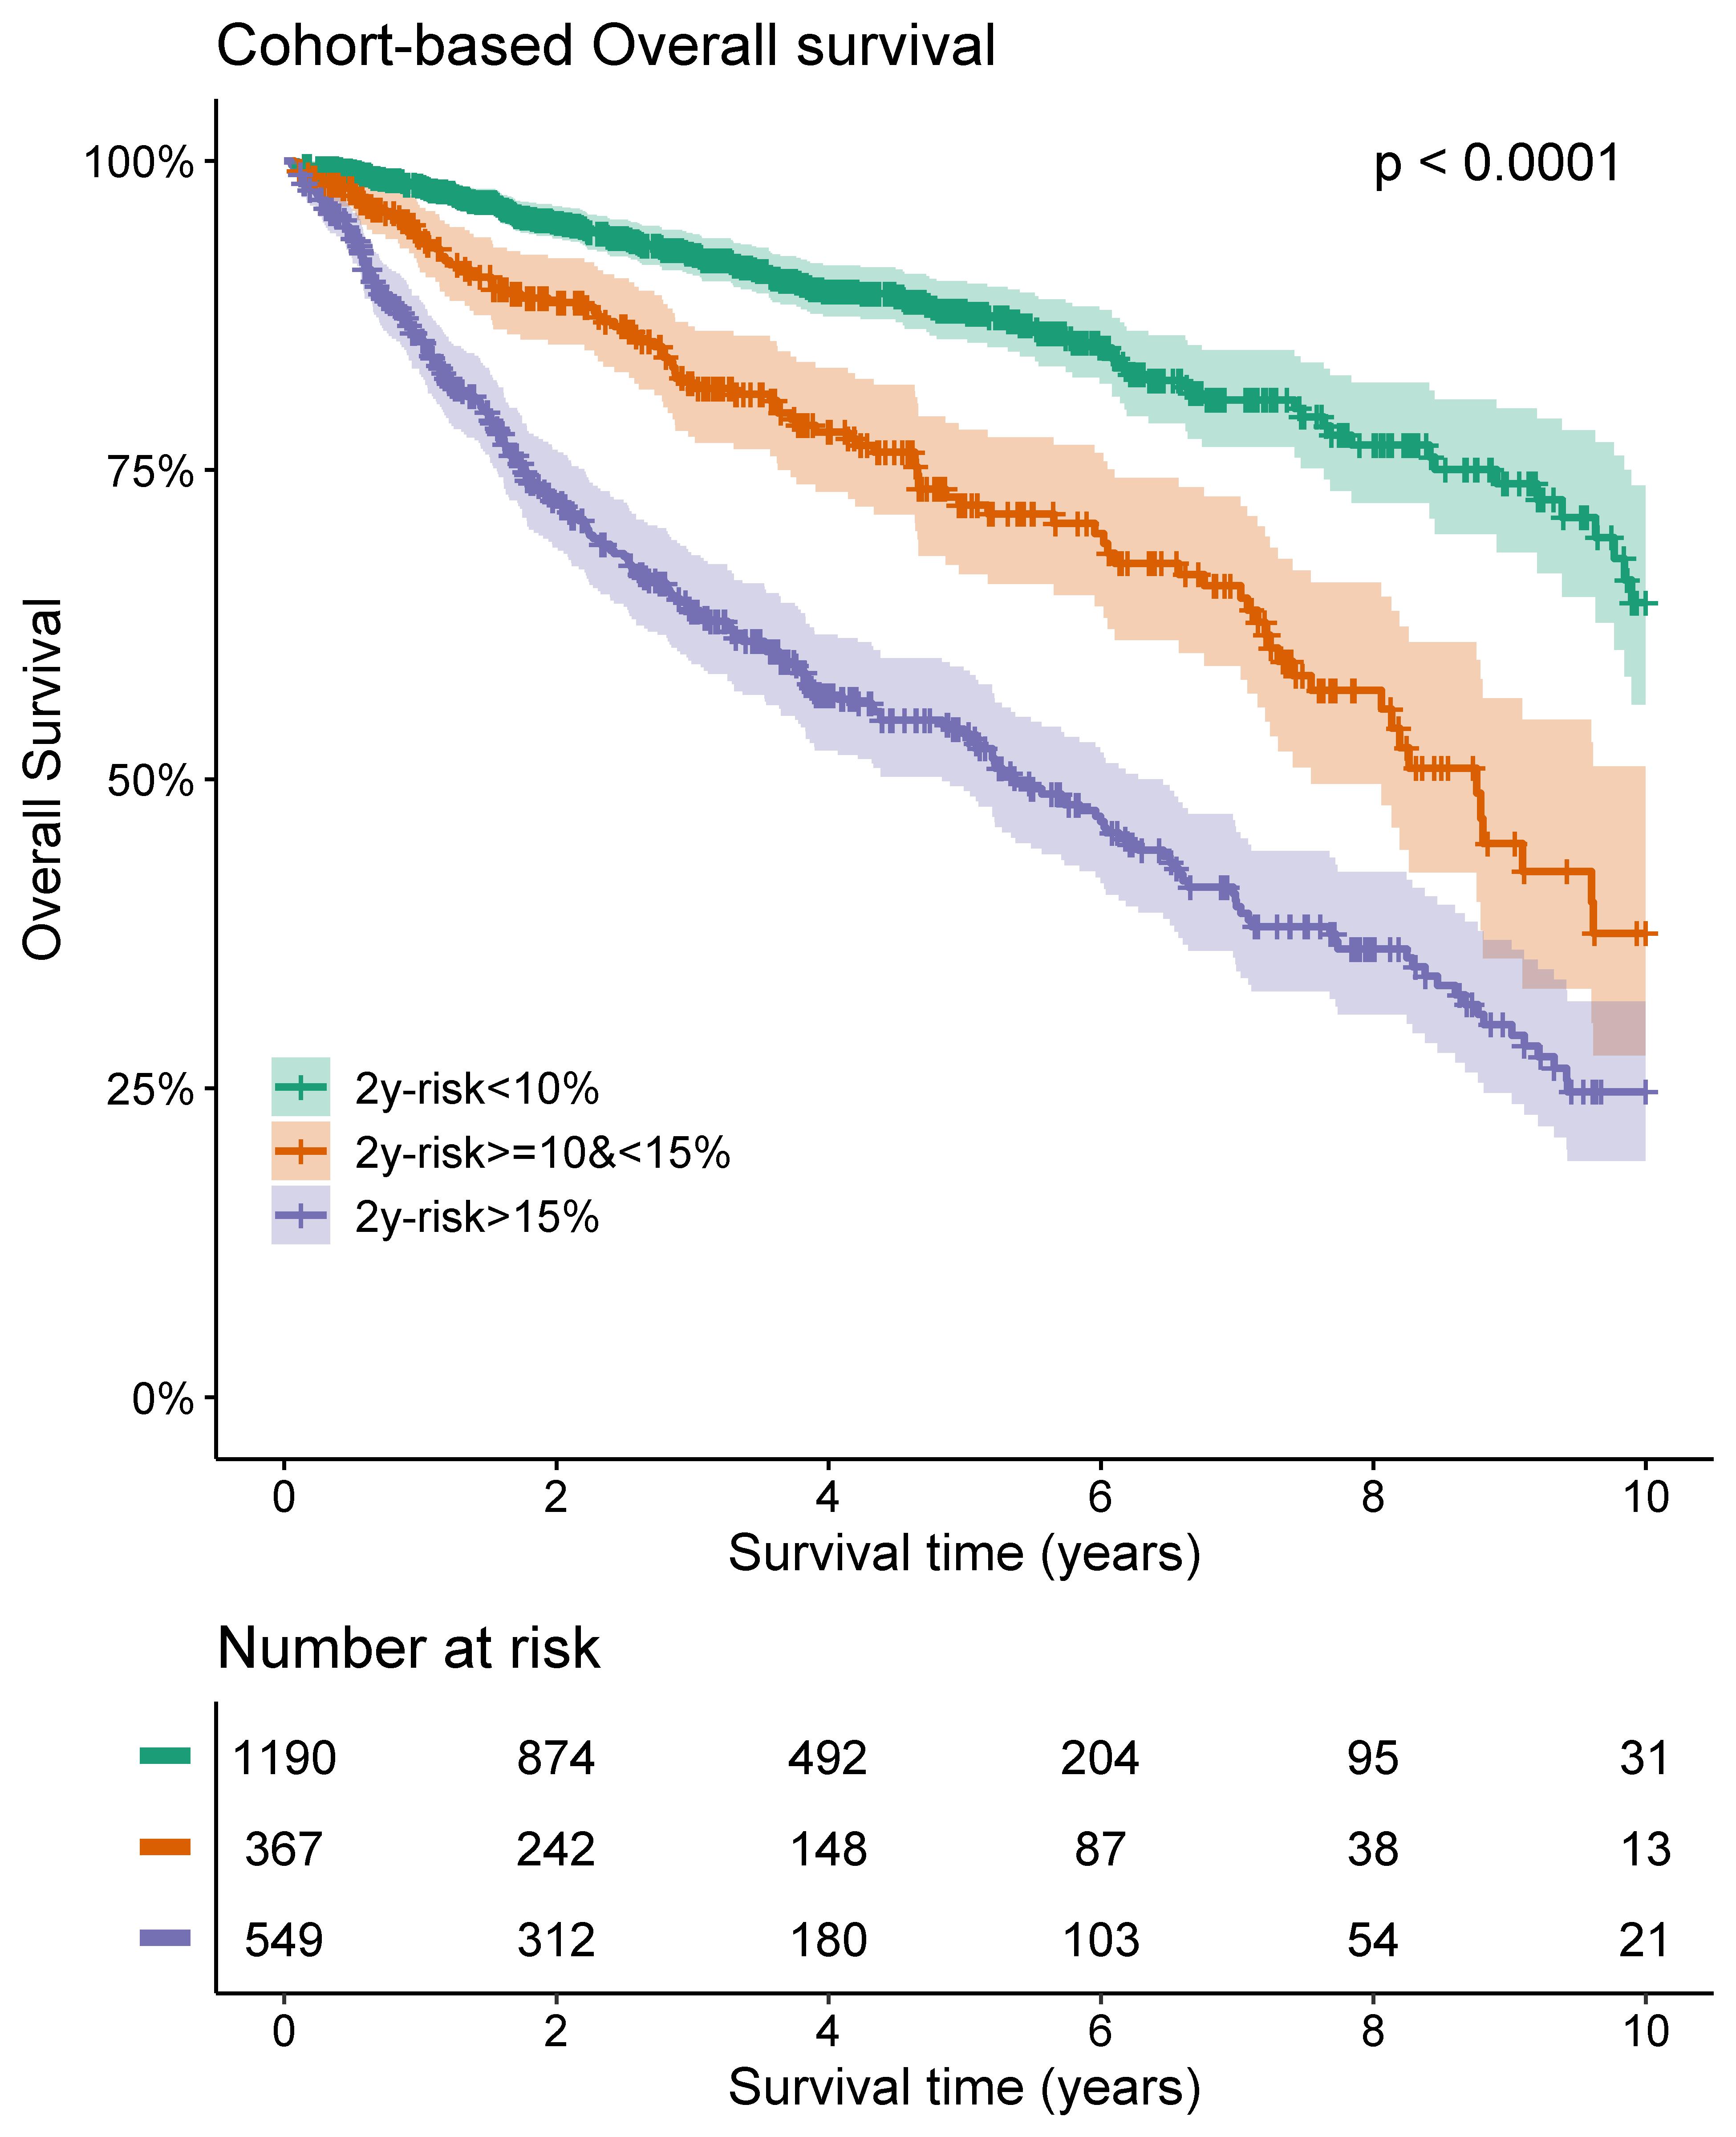 Cohort-based Overall survival
p < 0.0001
100%
75%
50%
25%
0%
Overall Survival
2y-risk<10%
2y-risk>=10&<15%
2y-risk>15%
0 2 4 6 8 10
Survival time (years)
Number at risk
1190 874 492 204 95 31
367 242 148 87 38 13
549 312 180 103 54 21
0 2 4 6 8 10
Survival time (years)